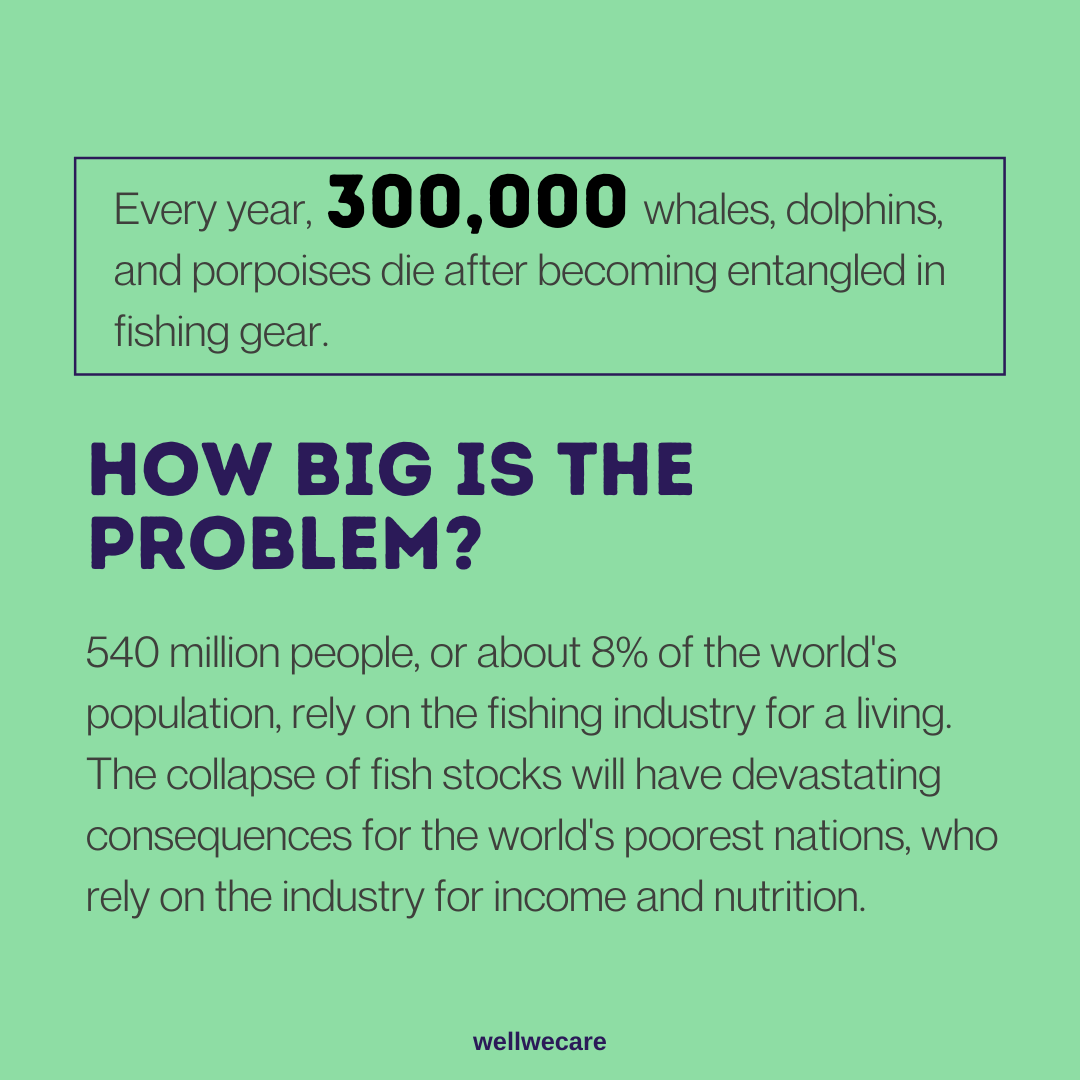 Every year, 300,000 whales, dolphins,
and porpoises die after becoming entangled in
fishing gear.
HOW BIG IS THE
PROBLEM?
540 million people, or about 8% of the world's
population, rely on the fishing industry for a living.
The collapse of fish stocks will have devastating
consequences for the world's poorest nations, who
rely on the industry for income and nutrition.
wellwecare